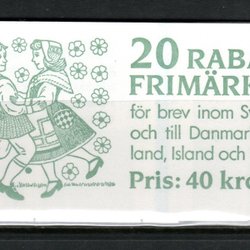 20 RABA
FRIMÄRK
för brev inom S
och till Danmar
land, Island och
Pris: 40 kro